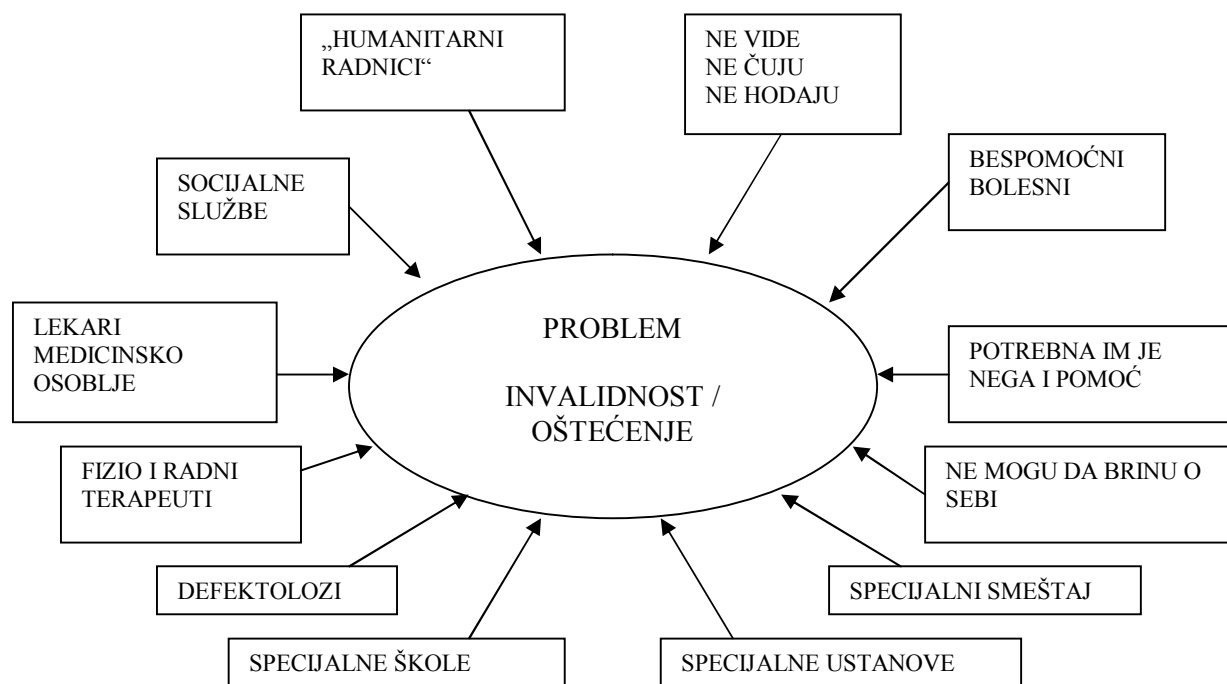 „HUMANITARNI
RADNICI“
NE VIDE
NE ČUJU
NE HODAJU
BESPOMOĆNI
BOLESNI
SOCIJALNE
SLUŽBE
LEKARI
MEDICINSKO
OSOBLJE
PROBLEM
INVALIDNOST /
OŠTEĆENJE
POTREBNA IM JE
NEGA I POMOĆ
FIZIO I RADNI
TERAPEUTI
NE MOGU DA BRINU O
SEBI
DEFEKTOLOZI
SPECIJALNI SMEŠTAJ
SPECIJALNE ŠKOLE
SPECIJALNE USTANOVE